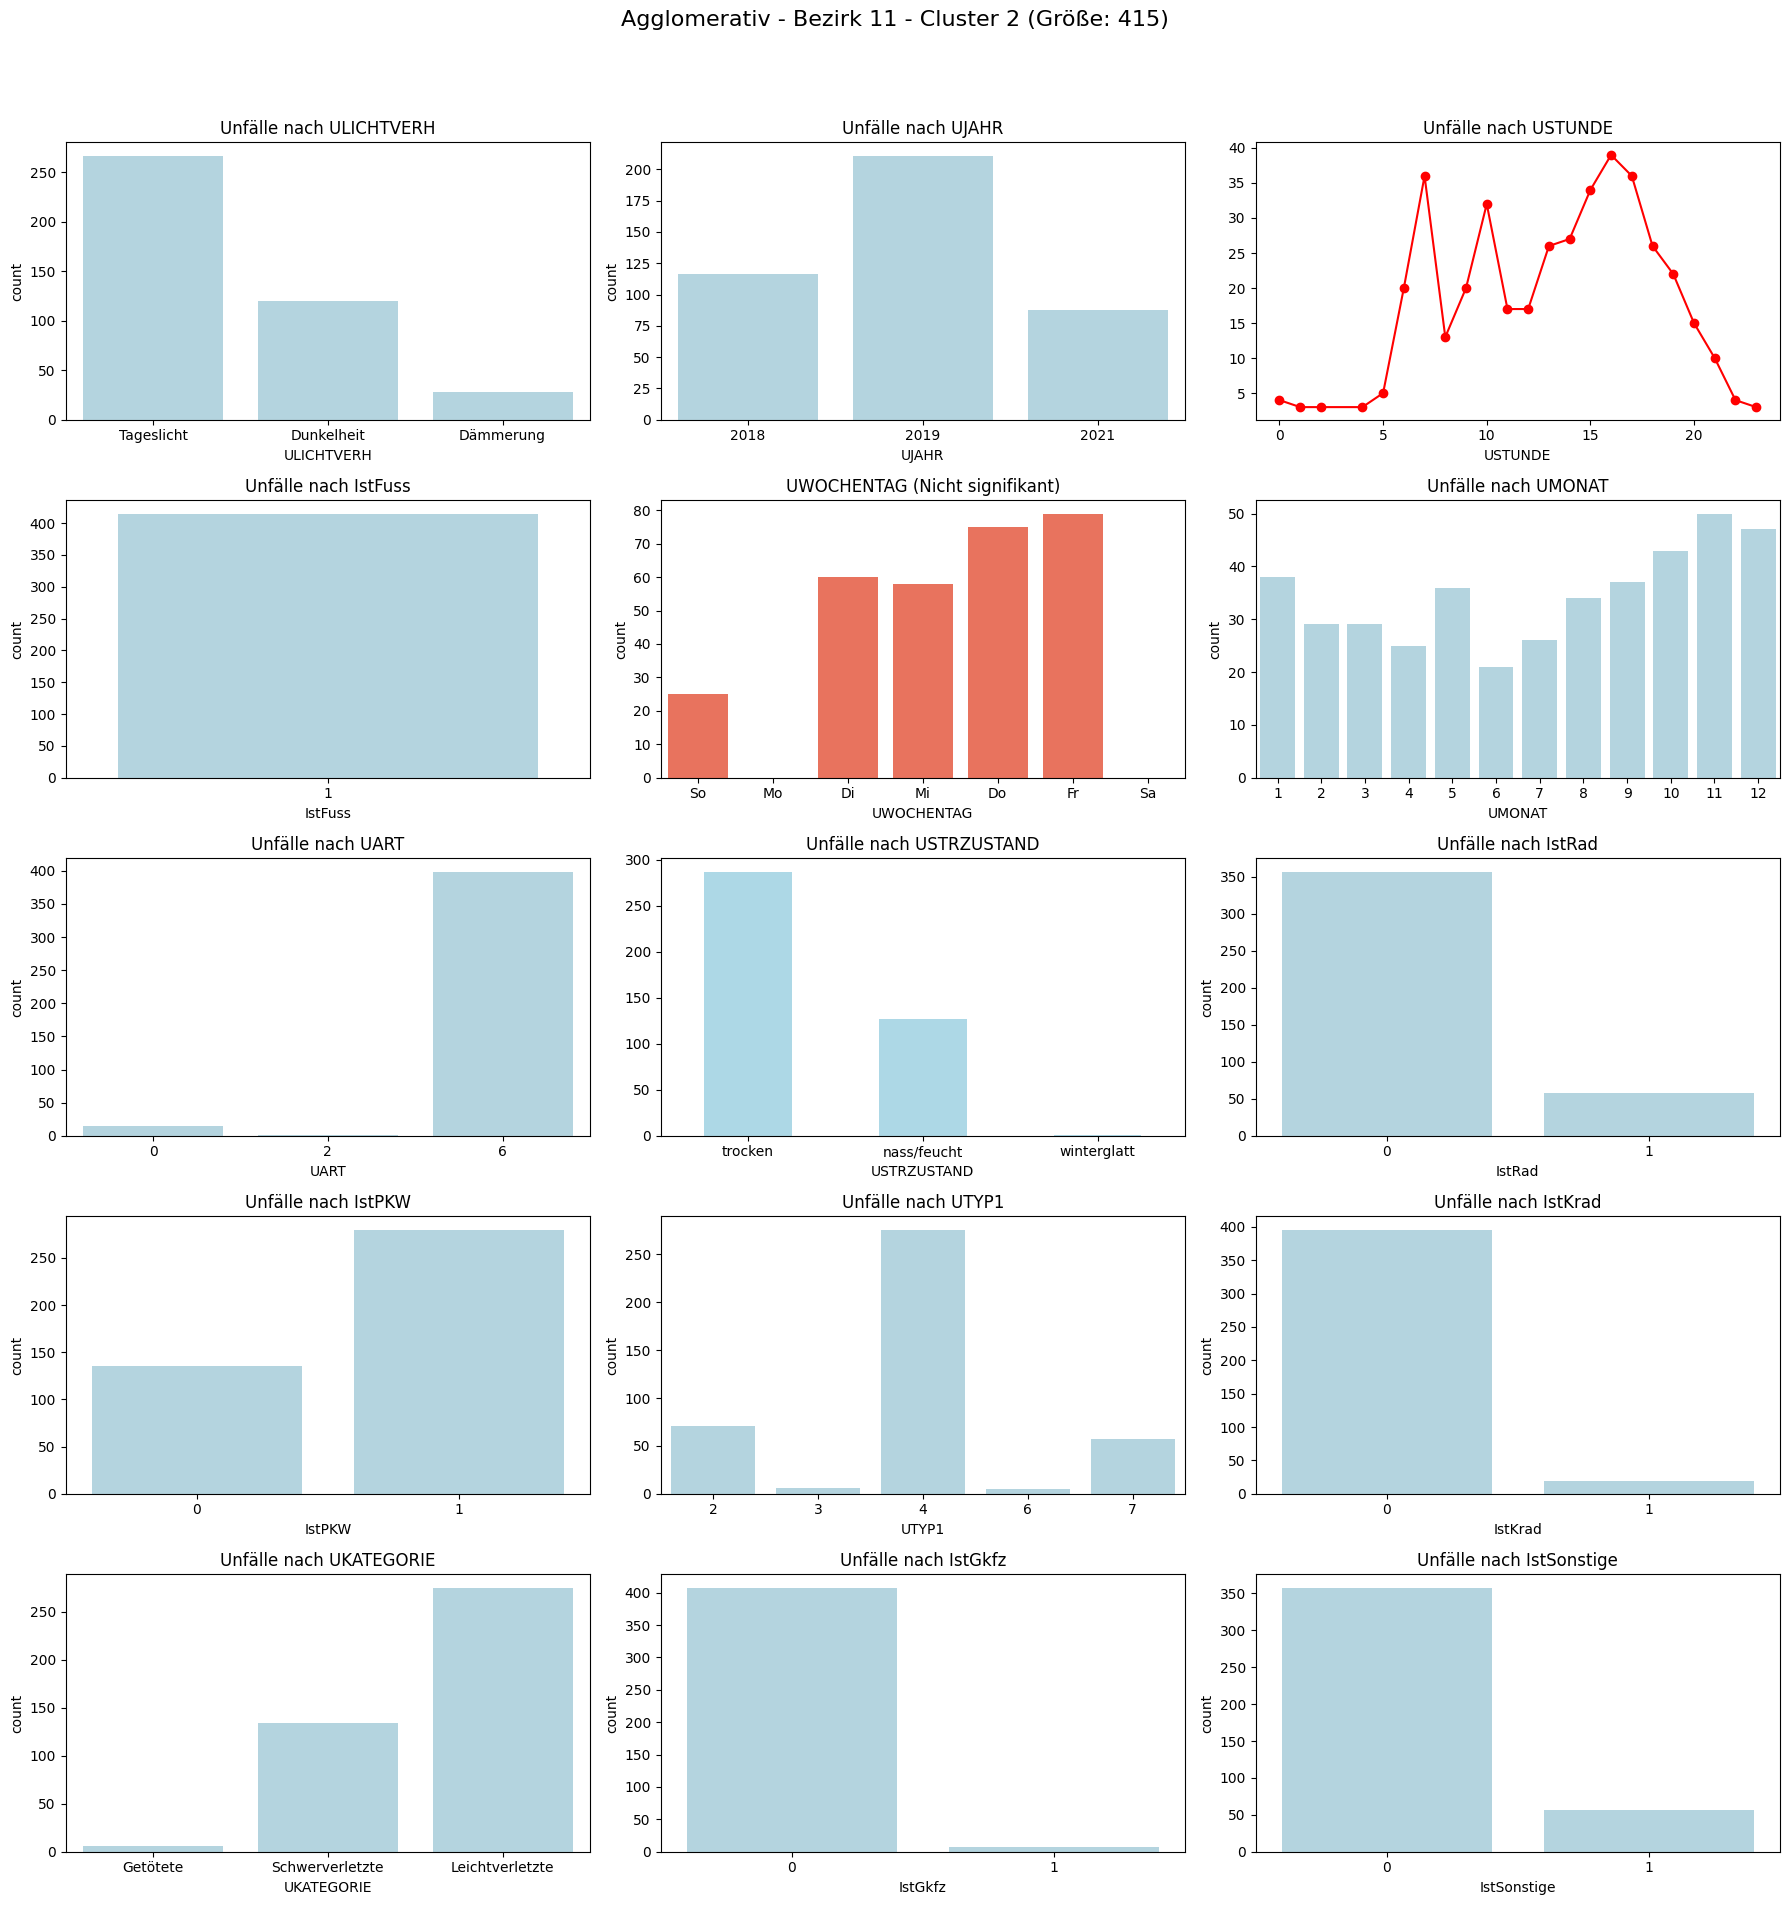 Agglomerativ - Bezirk 11 - Cluster 2 (Größe: 415)
Unfälle nach ULICHTVERH
count
250
200
150
100
50
0
Tageslicht Dunkelheit Dämmerung
ULICHTVERH
Unfälle nach UJAHR
count
200
175
150
125
100
75
50
25
0
2018 2019 2021
UJAHR
Unfälle nach USTUNDE
40
35
30
25
20
15
10
5
0 5 10 15 20
USTUNDE
Unfälle nach IstFuss
count
400
350
300
250
200
150
100
50
0
1
IstFuss
UWOCHENTAG (Nicht signifikant)
count
80
70
60
50
40
30
20
10
0
So Mo Di Mi Do Fr Sa
UWOCHENTAG
Unfälle nach UMONAT
count
50
40
30
20
10
0
1 2 3 4 5 6 7 8 9 10 11 12
UMONAT
Unfälle nach UART
count
400
350
300
250
200
150
100
50
0
0 2 6
UART
Unfälle nach USTRZUSTAND
300
250
200
150
100
50
0
trocken nass/feucht winterglatt
USTRZUSTAND
Unfälle nach IstRad
count
350
300
250
200
150
100
50
0
0 1
IstRad
Unfälle nach IstPKW
count
250
200
150
100
50
0
0 1
IstPKW
Unfälle nach UTYP1
count
250
200
150
100
50
0
2 3 4 6 7
UTYP1
Unfälle nach IstKrad
count
400
350
300
250
200
150
100
50
0
0 1
IstKrad
Unfälle nach UKATEGORIE
count
250
200
150
100
50
0
Getötete Schwerverletzte Leichtverletzte
UKATEGORIE
Unfälle nach IstGkfz
count
400
350
300
250
200
150
100
50
0
0 1
IstGkfz
Unfälle nach IstSonstige
count
350
300
250
200
150
100
50
0
0 1
IstSonstige